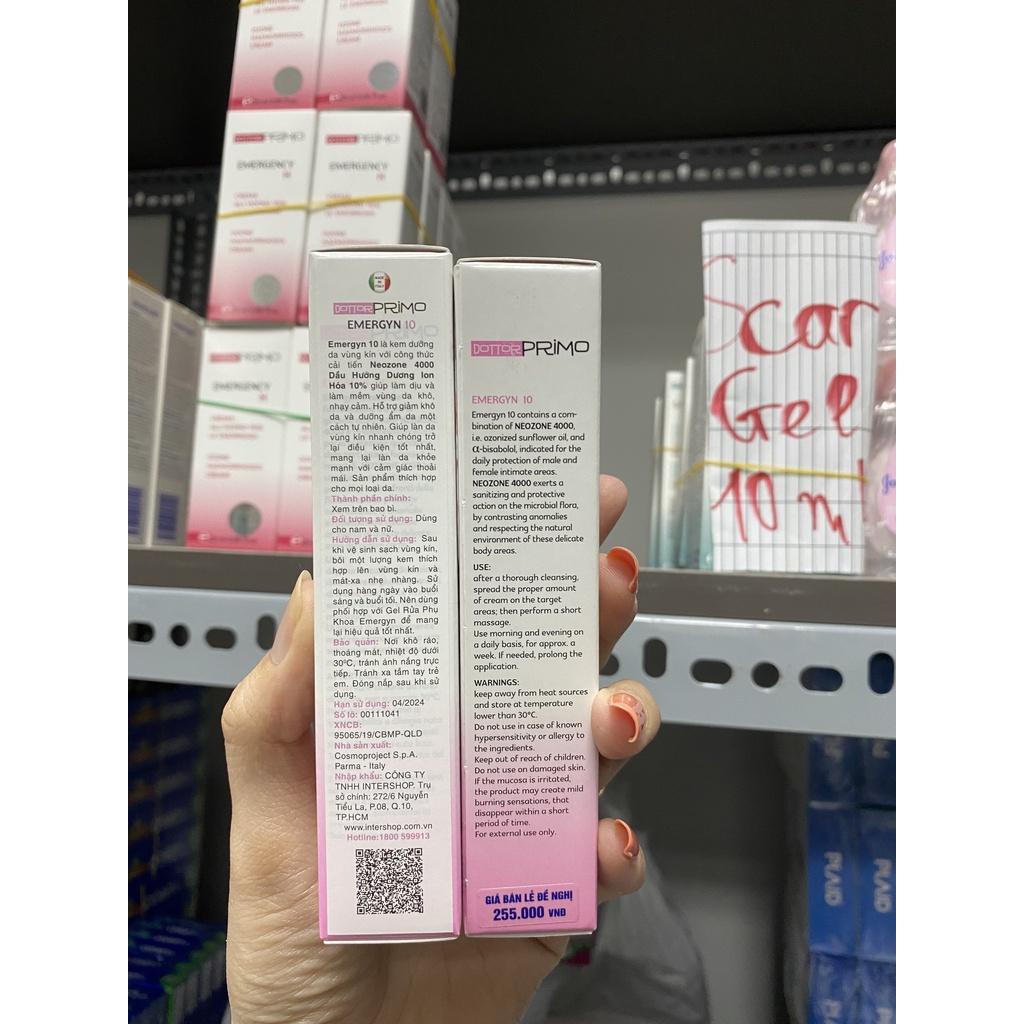 DOTTORPRIMO
EMERGENCY
DOTTORPRIMO
EMERGENCY
DOTTORPRIMO
EMERGENCY
MADE IN ITALY
DOTTORPRIMO
EMERGYN 10
Emergyn 10 là kem dưỡng
da vùng kín với công thức
cải tiến Neozone 4000
Dầu Hướng Dương Ion
Hóa 10% giúp làm dịu và
làm mềm vùng da khô,
nhạy cảm. Hỗ trợ giảm khô
da và dưỡng ẩm da một
cách tự nhiên. Giúp làn da
vùng kín nhanh chóng trở
lại điều kiện tốt nhất,
mang lại làn da khỏe
mạnh với cảm giác thoải
mái. Sản phẩm thích hợp
cho mọi loại da.
Thành phần chính:
Xem trên bao bì.
Đối tượng sử dụng: Dùng
cho nam và nữ.
Hướng dẫn sử dụng: Sau
khi vệ sinh sạch vùng kín,
bôi một lượng kem thích
hợp lên vùng kín và
mát-xa nhẹ nhàng. Sử
dụng hàng ngày vào buổi
sáng và buổi tối. Nên dùng
phối hợp với Gel Rửa Phụ
Khoa Emergyn để mang
lại hiệu quả tốt nhất.
Bảo quản: Nơi khô ráo,
thoáng mát, nhiệt độ dưới
30ºC, tránh ánh nắng trực
tiếp. Tránh xa tầm tay trẻ
em. Đóng nắp sau khi sử
dụng.
Hạn sử dụng: 04/2024
Số lô: 00111041
XNCB:
95065/19/CBMP-QLD
Nhà sản xuất:
Cosmoproject S.p.A.
Parma - Italy
Nhập khẩu: CÔNG TY
TNHH INTERSHOP. Trụ
sở chính: 272/6 Nguyễn
Tiểu La, P.08, Q.10,
TP.HCM
www.intershop.com.vn
Hotline:1800 599913
DOTTORPRIMO
EMERGYN 10
Emergyn 10 contains a com-
bination of NEOZONE 4000,
i.e. ozonized sunflower oil, and
α-bisabolol, indicated for the
daily protection of male and
female intimate areas.
NEOZONE 4000 exerts a
sanitizing and protective
action on the microbial flora,
by contrasting anomalies
and respecting the natural
environment of these delicate
body areas.
USE:
after a thorough cleansing,
spread the proper amount
of cream on the target
areas; then perform a short
massage.
Use morning and evening on
a daily basis, for approx. a
week. If needed, prolong the
application.
WARNINGS:
keep away from heat sources
and store at temperature
lower than 30°C.
Do not use in case of known
hypersensitivity or allergy to
the ingredients.
Keep out of reach of children.
Do not use on damaged skin.
If the mucosa is irritated,
the product may create mild
burning sensations, that
disappear within a short
period of time.
For external use only.
GIÁ BÁN LẺ ĐỀ NGHỊ
255.000 VNĐ
Scar
Gel
10 ml
PLAID
PLAID